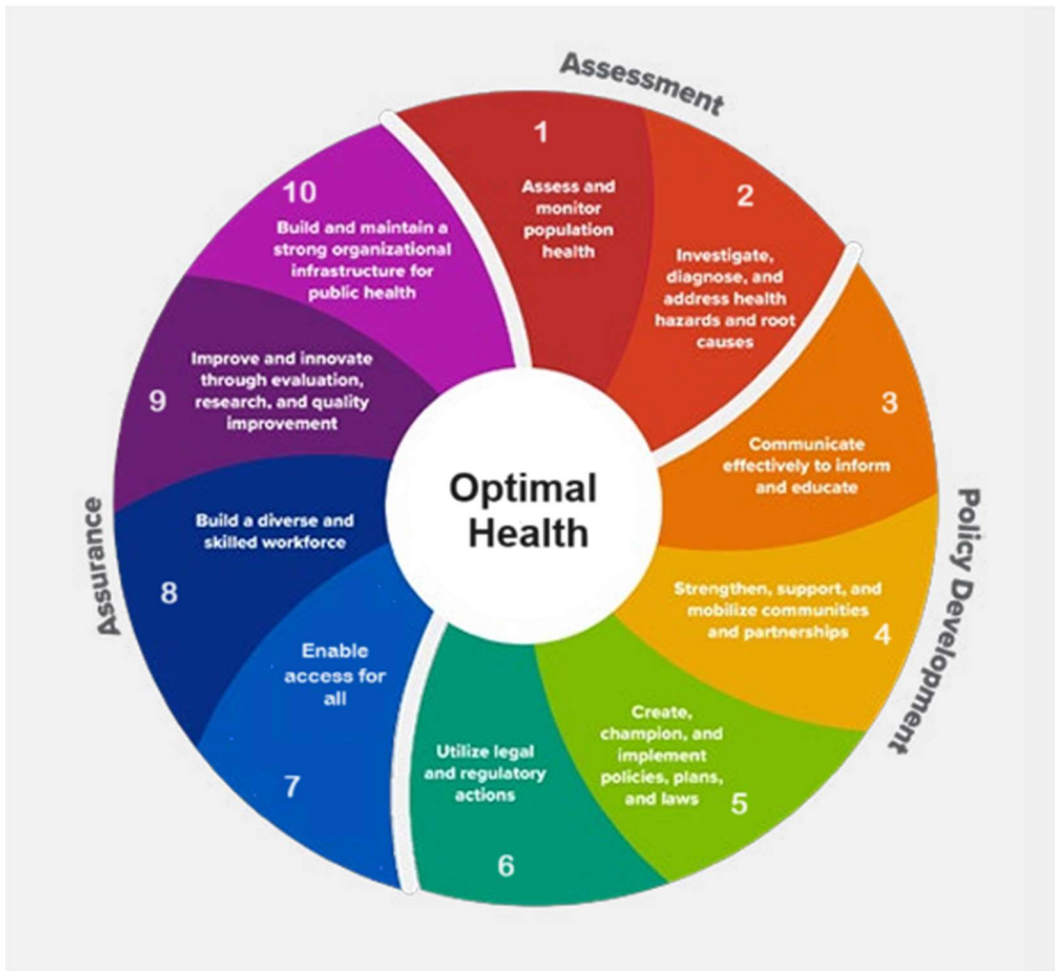 Assessment
1
Assess and
monitor
population
health
2
Investigate,
diagnose, and
address health
hazards and root
causes
3
Communicate
effectively to inform
and educate
Policy Development
Strengthen, support, and
mobilize communities
and partnerships
4
Create,
champion, and
implement
policies, plans,
and laws
5
Utilize legal
and regulatory
actions
6
Enable
access for
all
7
Assurance
Build a diverse and
skilled workforce
8
Improve and innovate
through evaluation,
research, and quality
improvement
9
10
Build and maintain a
strong organizational
infrastructure for
public health
Optimal
Health